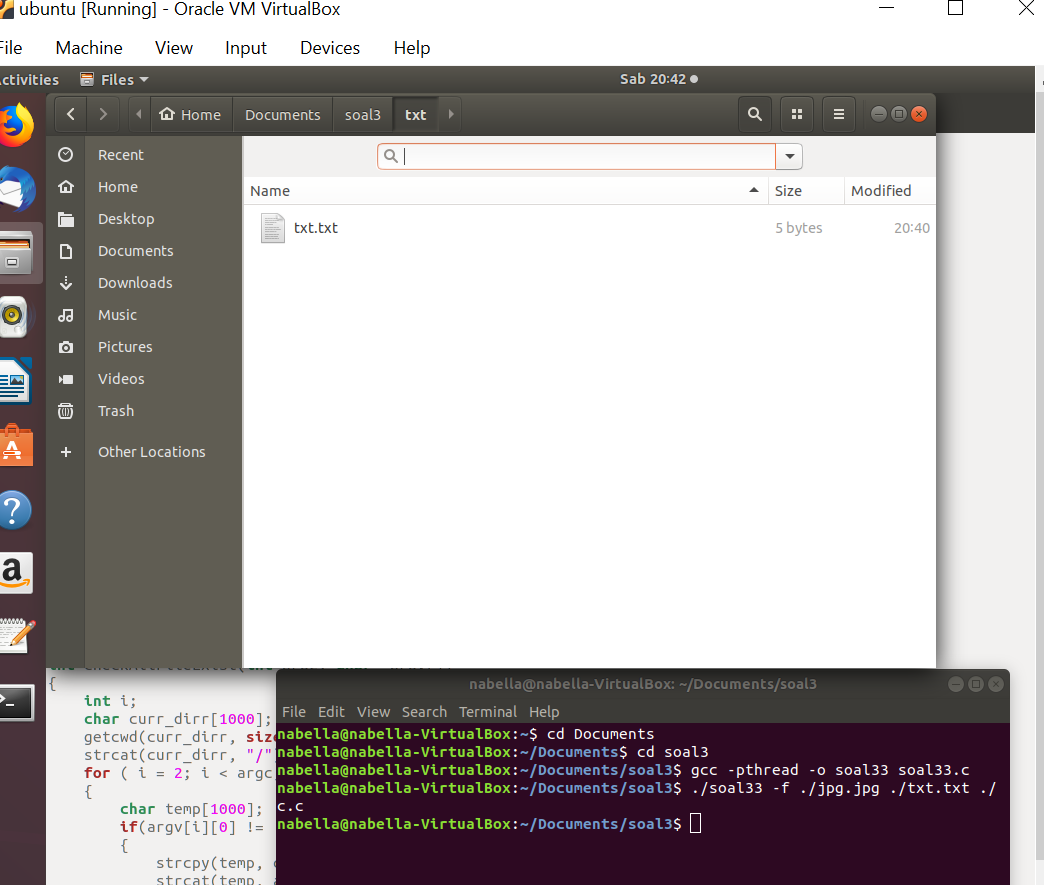 ubuntu [Running] - Oracle VM VirtualBox
File Machine View Input Devices Help
Activities Files Sab 20:42
Home Documents soal3 txt
Recent
Home
Desktop
Documents
Downloads
Music
Pictures
Videos
Trash
Other Locations
Name Size Modified
txt.txt 5 bytes 20:40
{
int i;
char curr_dirr[1000];
getcwd(curr_dirr, size
strcat(curr_dirr, "/"
for ( i = 2; i < argc
{
char temp[1000];
if(argv[i][0] !=
{
strcpy(temp,
strcat(temp,
nabella@nabella-VirtualBox: ~/Documents/soal3
File Edit View Search Terminal Help
nabella@nabella-VirtualBox:~$ cd Documents
nabella@nabella-VirtualBox:~/Documents$ cd soal3
nabella@nabella-VirtualBox:~/Documents/soal3$ gcc -pthread -o soal33 soal33.c
nabella@nabella-VirtualBox:~/Documents/soal3$ ./soal33 -f ./jpg.jpg ./txt.txt ./
c.c
nabella@nabella-VirtualBox:~/Documents/soal3$